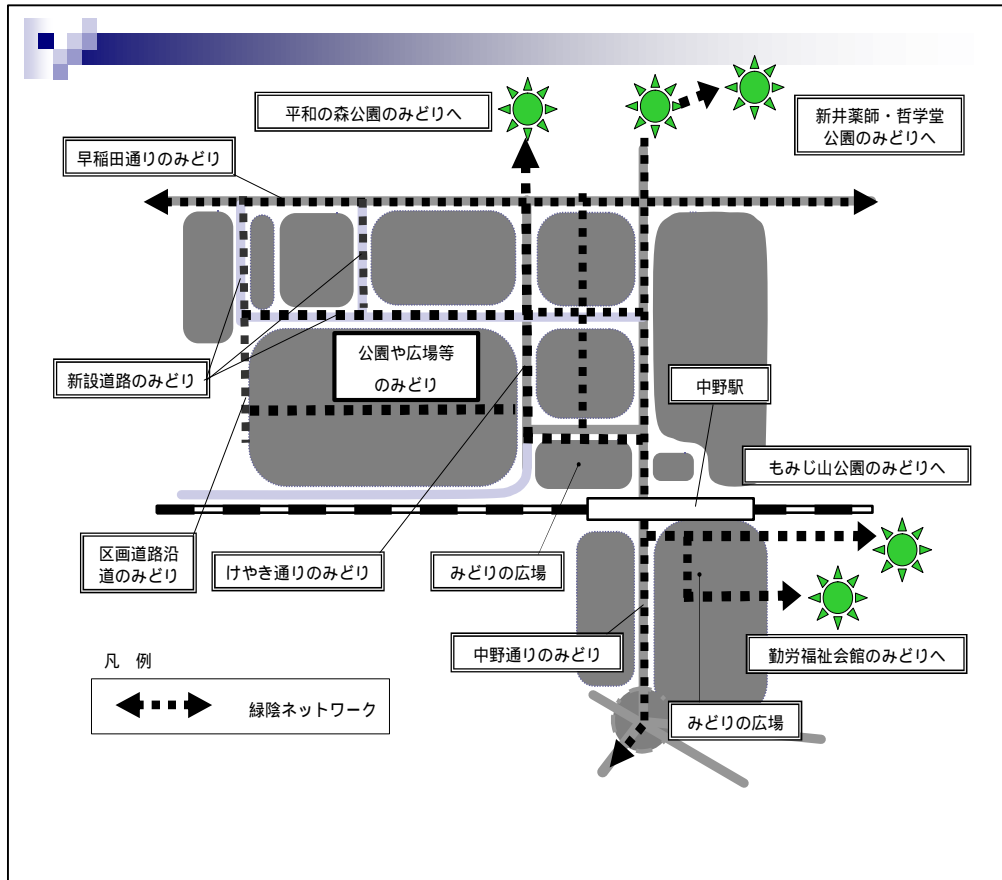 平和の森公園のみどりへ
新井薬師・哲学堂
公園のみどりへ
早稲田通りのみどり
公園や広場等
のみどり
新設道路のみどり
中野駅
もみじ山公園のみどりへ
区画道路沿
道のみどり
けやき通りのみどり
みどりの広場
中野通りのみどり
勤労福祉会館のみどりへ
凡 例
緑陰ネットワーク
みどりの広場